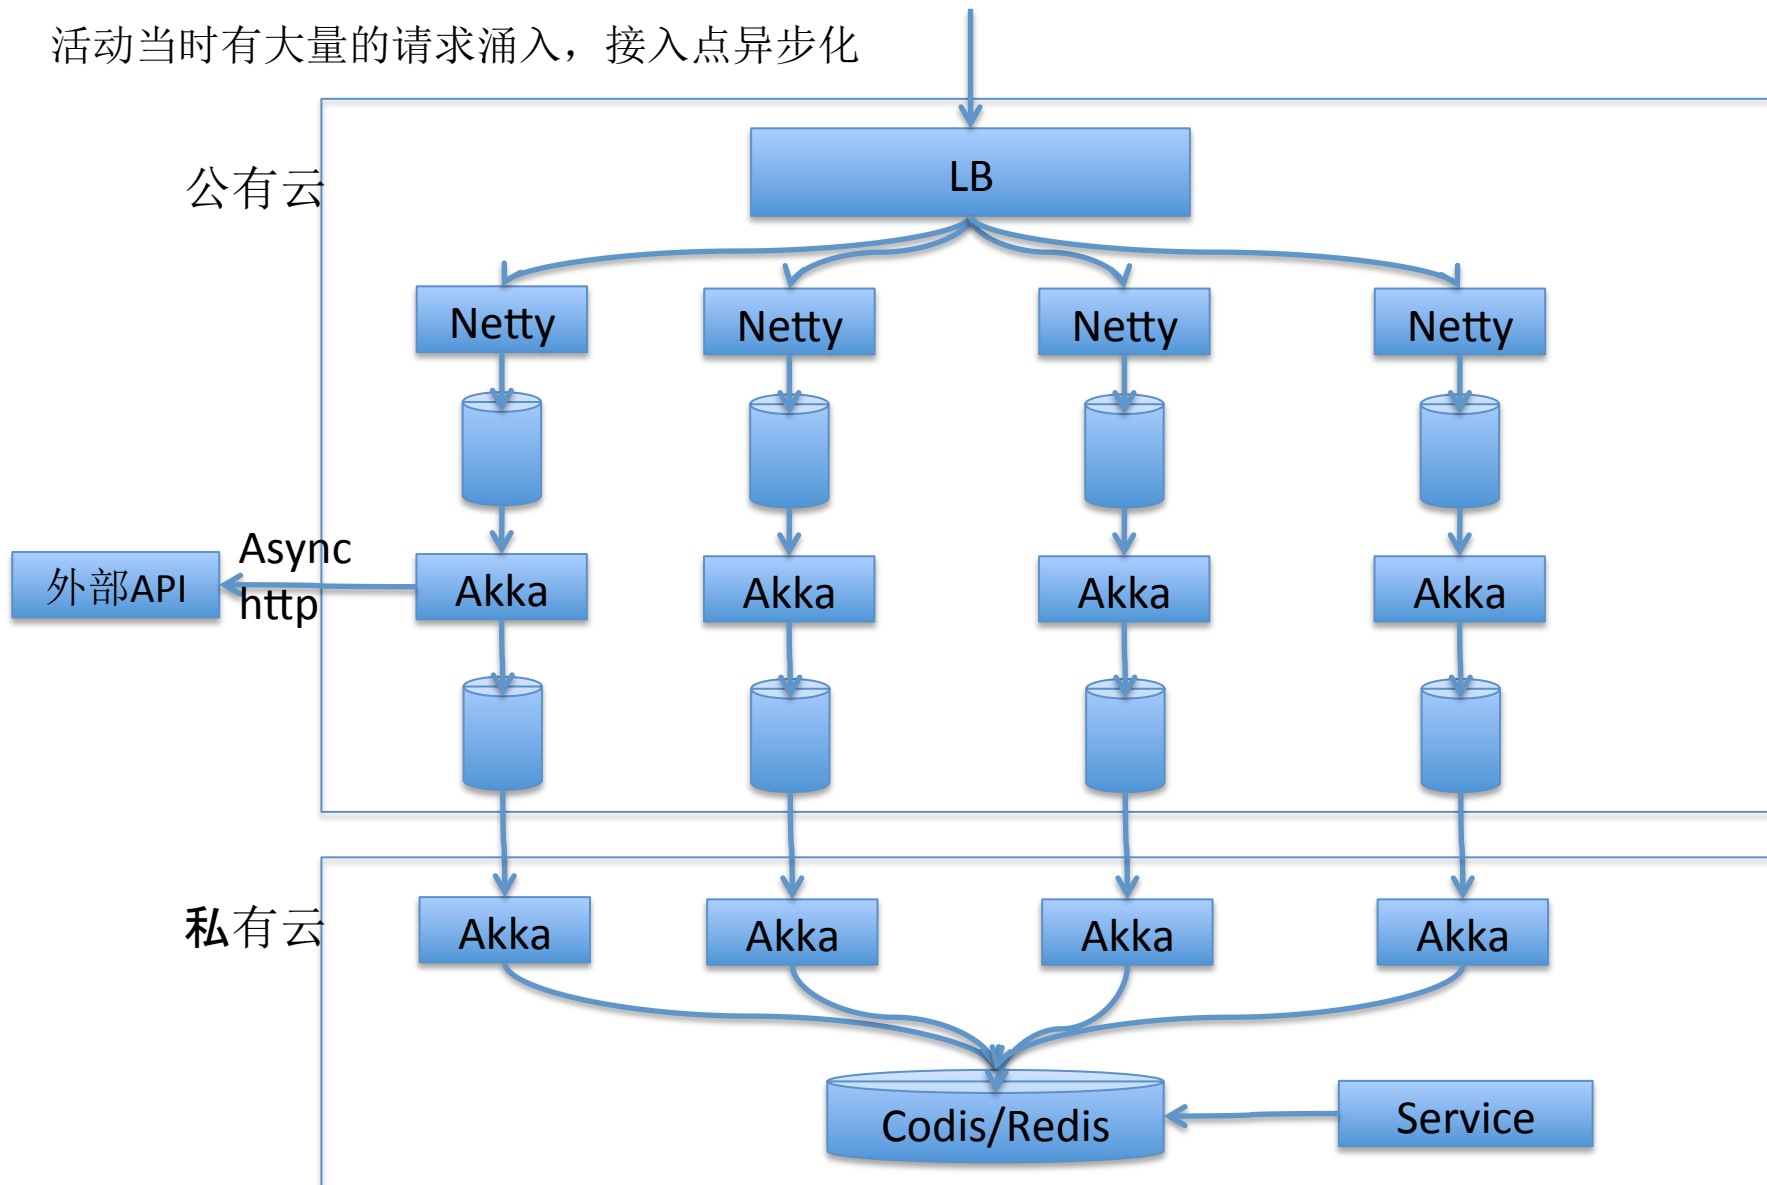 活动当时有大量的请求涌入，接入点异步化
公有云
LB
Netty
Netty
Netty
Netty
Async
http
外部API
Akka
Akka
Akka
Akka
私有云
Akka
Akka
Akka
Akka
Codis/Redis
Service